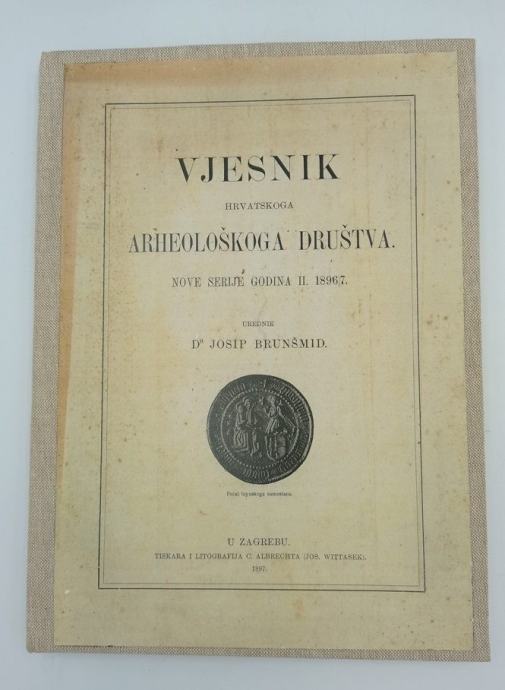 VJESNIK
HRVATSKOGA
ARHEOLOŠKOGA DRUŠTVA.
NOVE SERIJE GODINA II. 1896/7.
UREDNIK
DR JOSIP BRUNŠMID.
U ZAGREBU.
TISKARA I LITOGRAFIJA C. ALBRECHTA (JOS. WITTASEK).
1897.